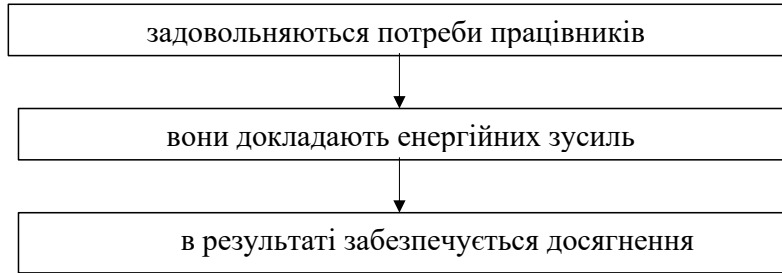 задовольняються потреби працівників
вони докладають енергійних зусиль
в результаті забезпечується досягнення